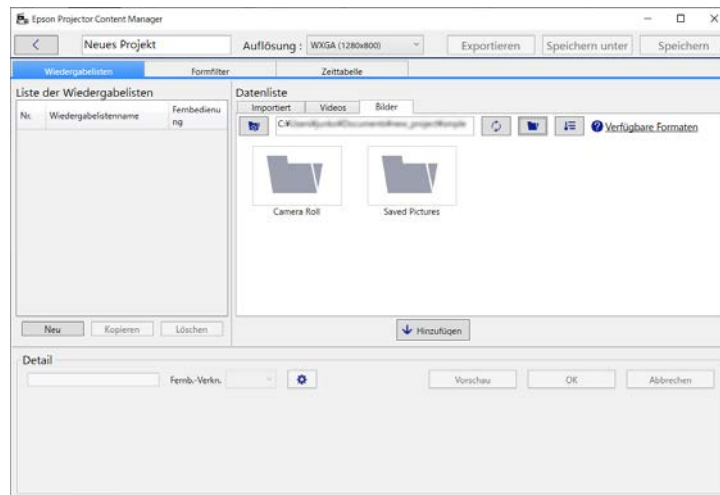 Epson Projector Content Manager
Neues Projekt
Auflösung : WXGA (1280x800)
Exportieren
Speichern unter
Speichern
Wiedergabelisten
Formfilter
Zeittabelle
Liste der Wiedergabelisten
Nr.
Wiedergabelistenname
Fernbedienu
ng
Datenliste
Importiert
Videos
Bilder
Verfügbare Formaten
Camera Roll
Saved Pictures
Neu
Kopieren
Löschen
Hinzufügen
Detail
Fernb.-Verkn.
Vorschau
OK
Abbrechen